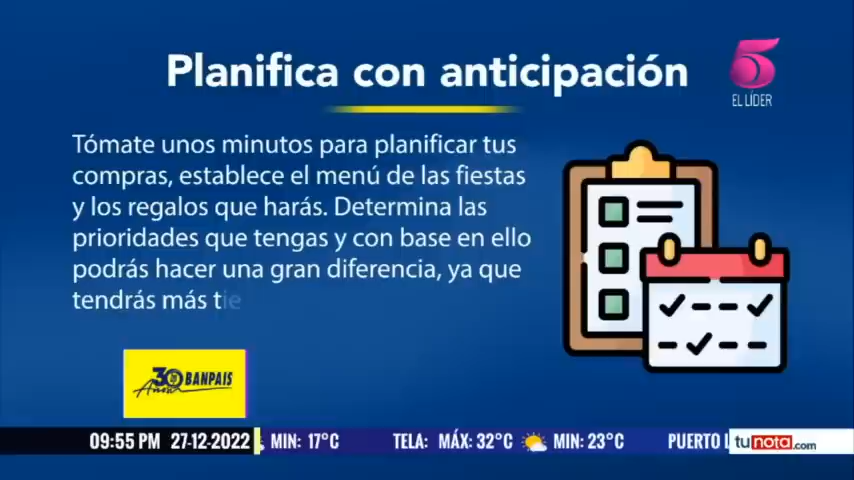 Planifica con anticipación
5
EL LÍDER
Tómate unos minutos para planificar tus
compras, establece el menú de las fiestas
y los regalos que harás. Determina las
prioridades que tengas y con base en ello
podrás hacer una gran diferencia, ya que
tendrás más tie
30 BANPAIS
Años
09:55 PM 27-12-2022 MIN: 17°C TELA: MÁX: 32°C MIN: 23°C PUERTO tunota.com